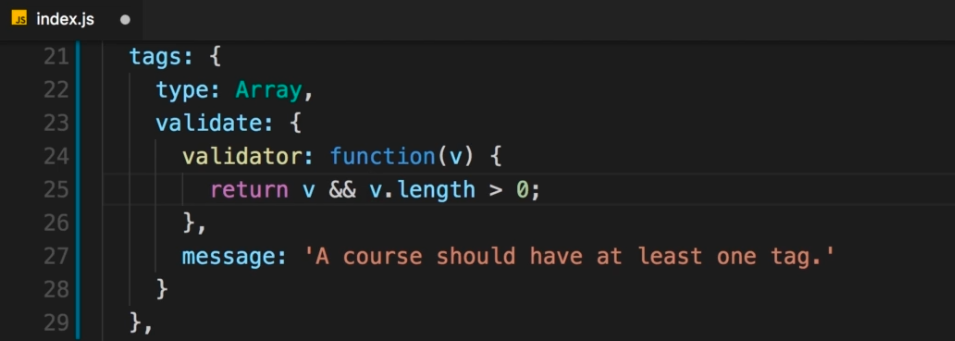 JS index.js
21 tags: {
22 type: Array,
23 validate: {
24 validator: function(v) {
25 return v && v.length > 0;
26 },
27 message: 'A course should have at least one tag.'
28 }
29 },